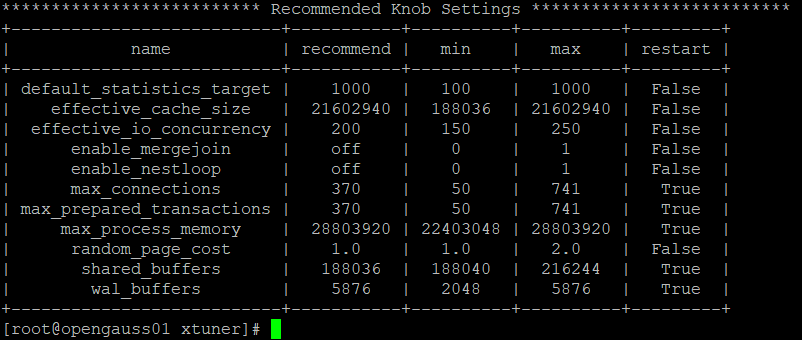 ************************** Recommended Knob Settings **************************
+---------------------------+-----------+----------+----------+---------+
|            name           | recommend |   min    |   max    | restart |
+---------------------------+-----------+----------+----------+---------+
| default_statistics_target |    1000   |   100    |   1000   |  False  |
|    effective_cache_size   |  21602940 |  188036  | 21602940 |  False  |
|  effective_io_concurrency |    200    |   150    |   250    |  False  |
|      enable_mergejoin     |    off    |    0     |    1     |  False  |
|      enable_nestloop      |    off    |    0     |    1     |  False  |
|      max_connections      |    370    |    50    |   741    |   True  |
| max_prepared_transactions |    370    |    50    |   741    |   True  |
|     max_process_memory    |  28803920 | 22403048 | 28803920 |   True  |
|      random_page_cost     |    1.0    |   1.0    |   2.0    |  False  |
|       shared_buffers      |   188036  |  188040  |  216244  |   True  |
|        wal_buffers        |    5876   |   2048   |   5876   |   True  |
+---------------------------+-----------+----------+----------+---------+
[root@opengauss01 xtuner]#